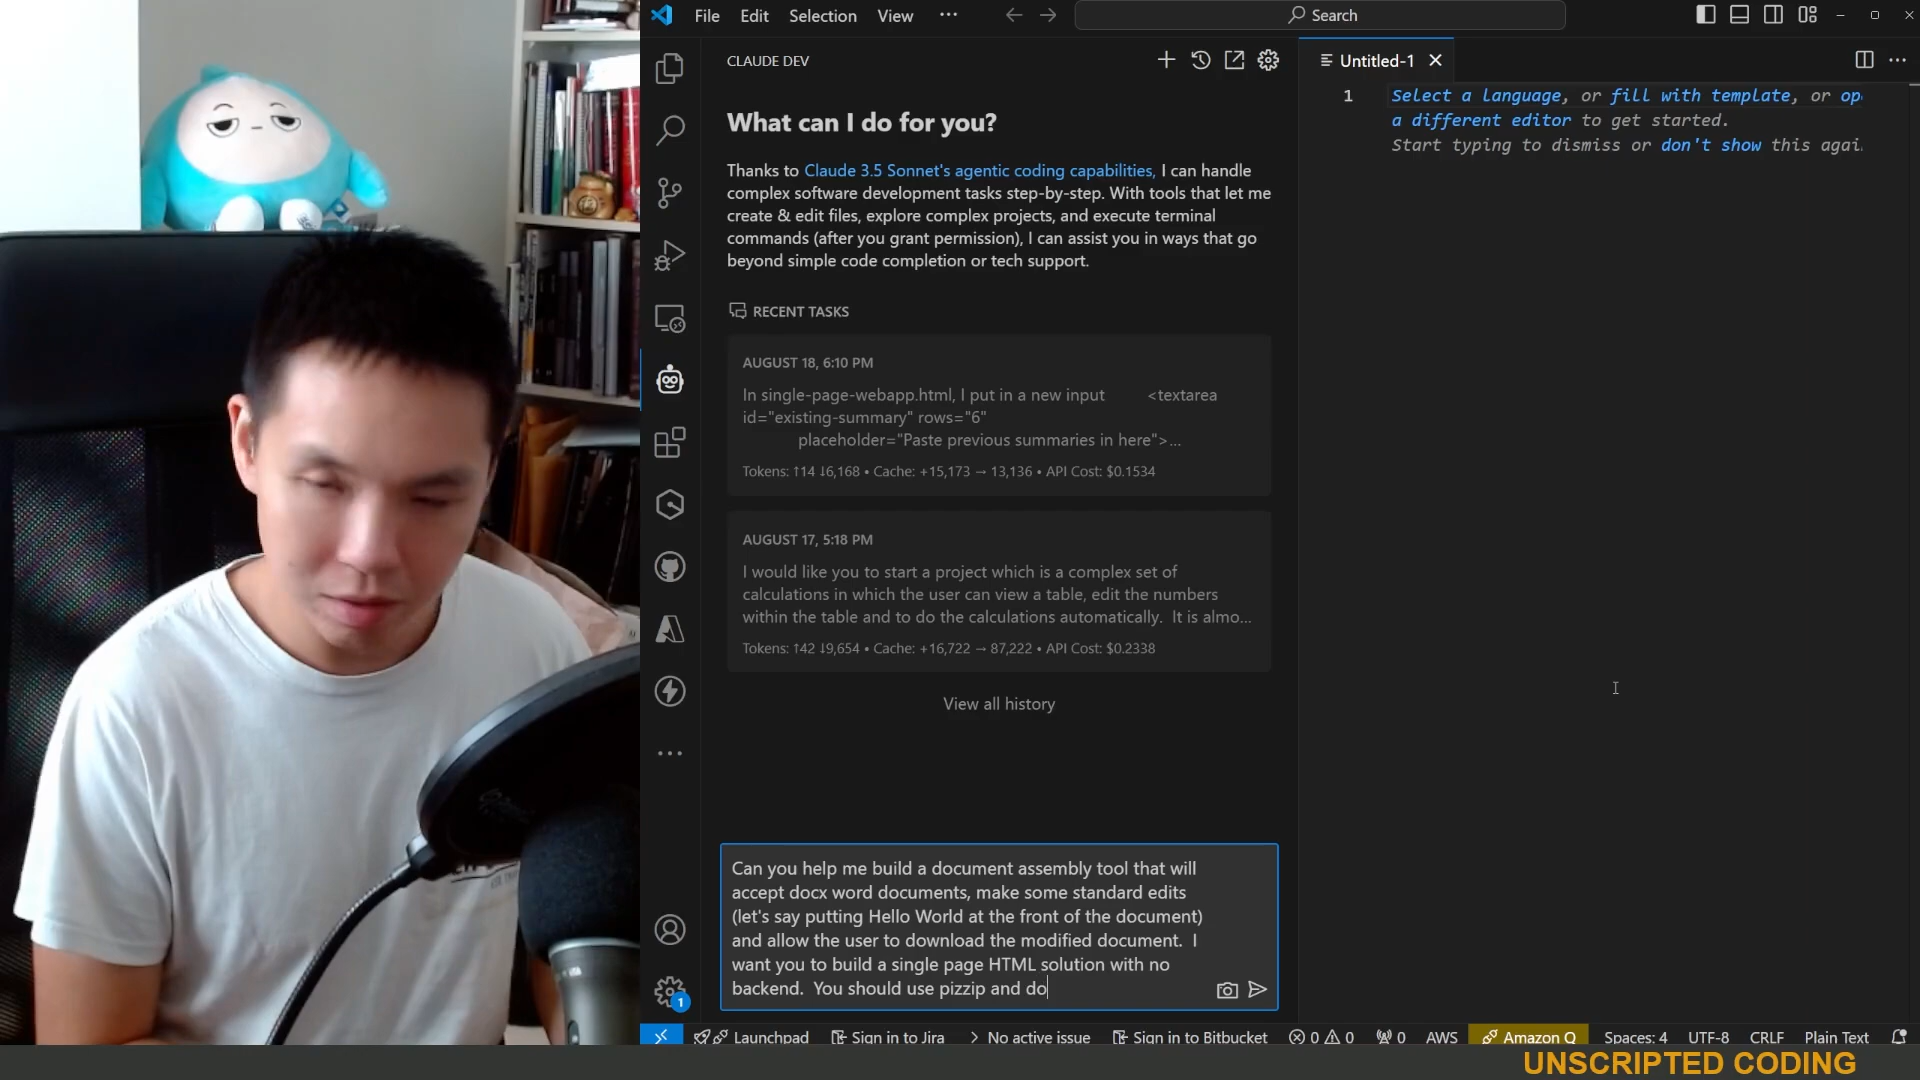 File Edit Selection View ··· Search
CLAUDE DEV
Untitled-1
What can I do for you?
Thanks to Claude 3.5 Sonnet's agentic coding capabilities, I can handle
complex software development tasks step-by-step. With tools that let me
create & edit files, explore complex projects, and execute terminal
commands (after you grant permission), I can assist you in ways that go
beyond simple code completion or tech support.
RECENT TASKS
AUGUST 18, 6:10 PM
In single-page-webapp.html, I put in a new input <textarea
id="existing-summary" rows="6"
placeholder="Paste previous summaries in here">...
Tokens: ↑14 ↓6,168 • Cache: +15,173 → 13,136 • API Cost: $0.1534
AUGUST 17, 5:18 PM
I would like you to start a project which is a complex set of
calculations in which the user can view a table, edit the numbers
within the table and to do the calculations automatically. It is almo...
Tokens: ↑42 ↓9,654 • Cache: +16,722 → 87,222 • API Cost: $0.2338
View all history
Can you help me build a document assembly tool that will
accept docx word documents, make some standard edits
(let's say putting Hello World at the front of the document)
and allow the user to download the modified document. I
want you to build a single page HTML solution with no
backend. You should use pizzip and do
1 Select a language, or fill with template, or op
a different editor to get started.
Start typing to dismiss or don't show this agai
1
Launchpad Sign in to Jira No active issue Sign in to Bitbucket 0 0 0 AWS Amazon Q Spaces: 4 UTF-8 CRLF Plain Text
UNSCRIPTED CODING